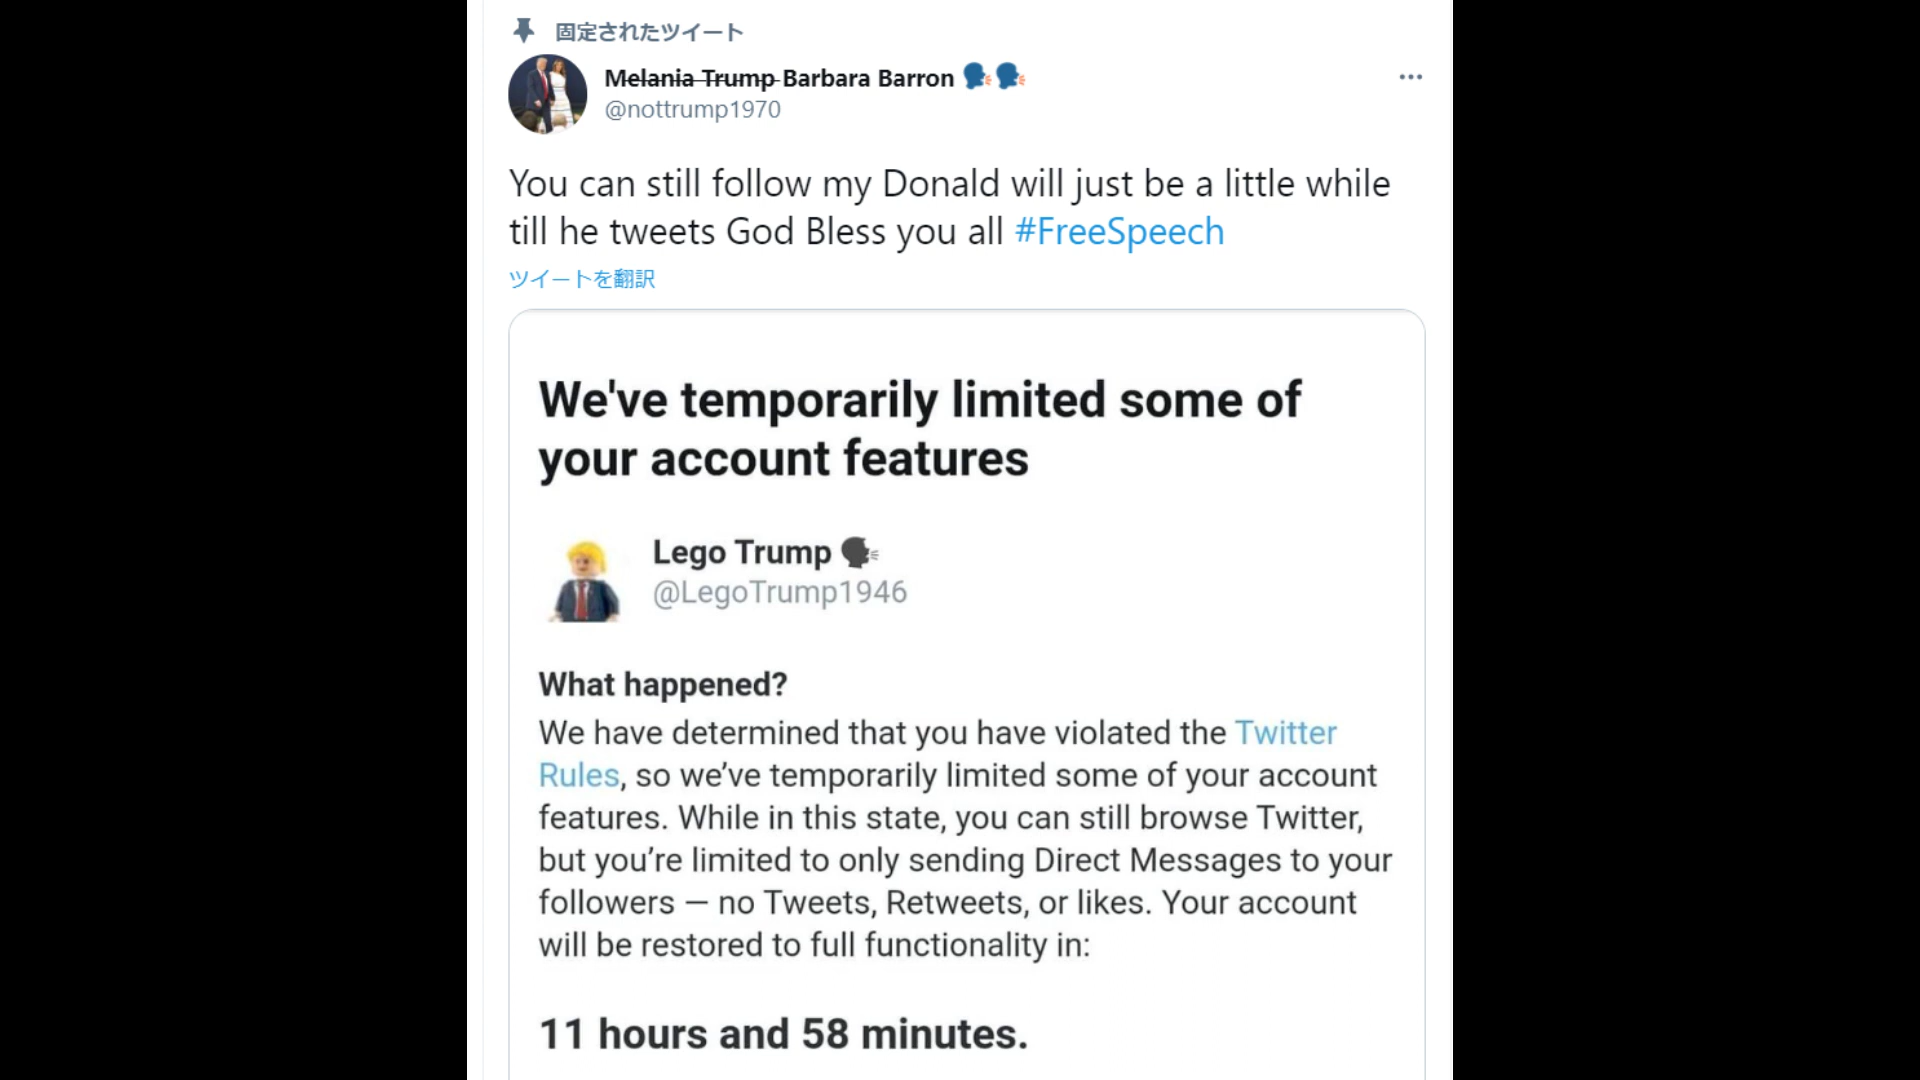 固定されたツイート
Melania Trump Barbara Barron 🗣🗣
@nottrump1970
You can still follow my Donald will just be a little while
till he tweets God Bless you all #FreeSpeech
ツイートを翻訳
We've temporarily limited some of
your account features
Lego Trump 🗣
@LegoTrump1946
What happened?
We have determined that you have violated the Twitter
Rules, so we’ve temporarily limited some of your account
features. While in this state, you can still browse Twitter,
but you’re limited to only sending Direct Messages to your
followers — no Tweets, Retweets, or likes. Your account
will be restored to full functionality in:
11 hours and 58 minutes.